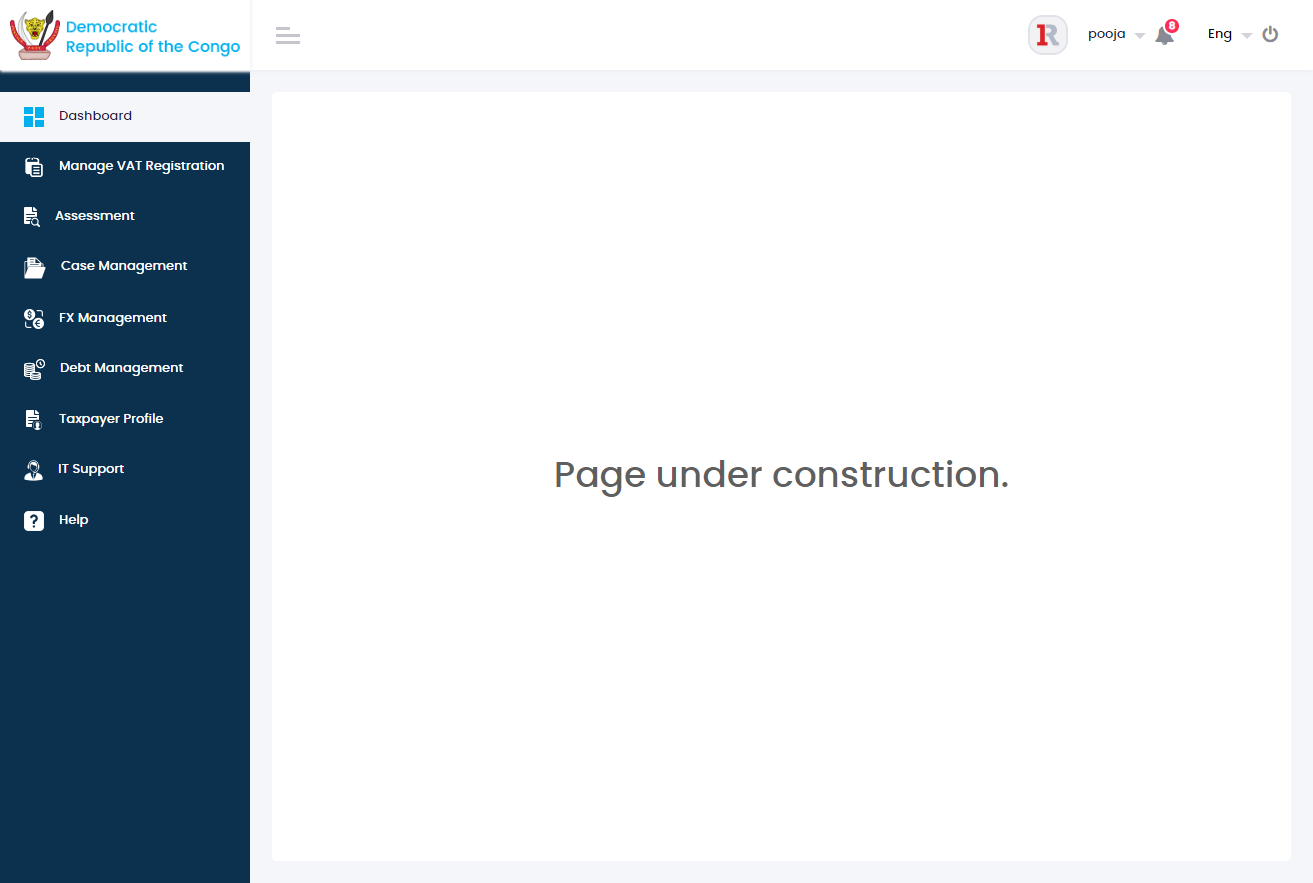 Democratic
Republic of the Congo
pooja
8
Eng
Dashboard
Manage VAT Registration
Assessment
Case Management
FX Management
Debt Management
Taxpayer Profile
IT Support
Help
Page under construction.